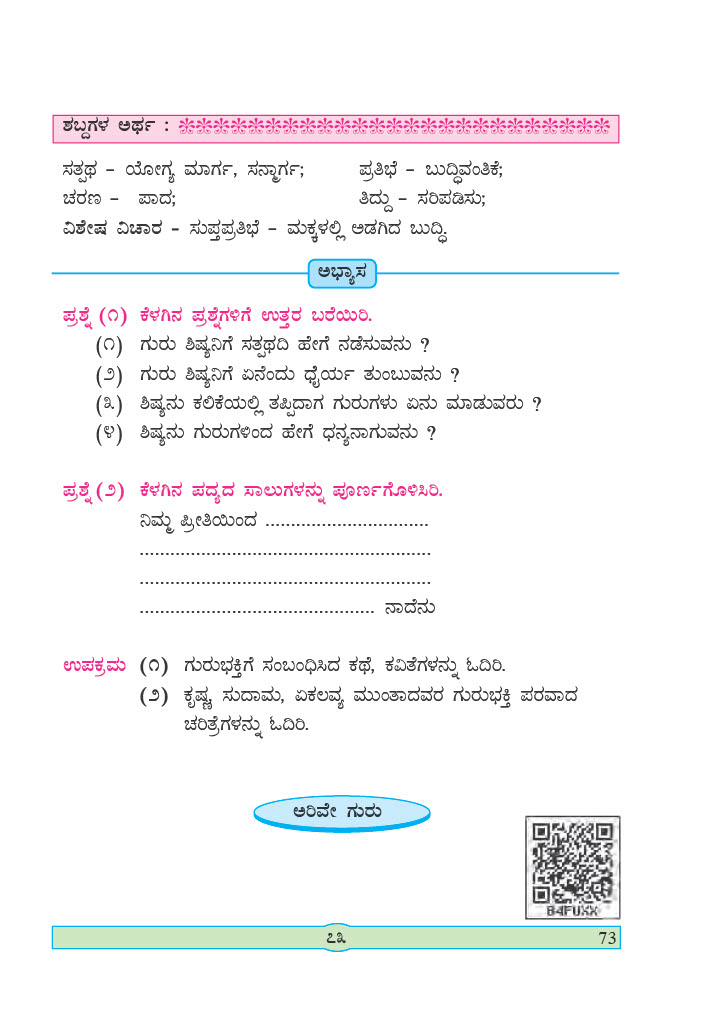 ಶಬ್ದಗಳ ಅರ್ಥ :
ಸತ್ಪಥ – ಯೋಗ್ಯ ಮಾರ್ಗ, ಸನ್ಮಾರ್ಗ; ಪ್ರತಿಭೆ – ಬುದ್ಧಿವಂತಿಕೆ;
ಚರಣ – ಪಾದ; ತಿದ್ದು – ಸರಿಪಡಿಸು;
ವಿಶೇಷ ವಿಚಾರ - ಸುಪ್ತಪ್ರತಿಭೆ – ಮಕ್ಕಳಲ್ಲಿ ಅಡಗಿದ ಬುದ್ಧಿ.
ಅಭ್ಯಾಸ
ಪ್ರಶ್ನೆ (೧) ಕೆಳಗಿನ ಪ್ರಶ್ನೆಗಳಿಗೆ ಉತ್ತರ ಬರೆಯಿರಿ.
(೧) ಗುರು ಶಿಷ್ಯನಿಗೆ ಸತ್ಪಥದಿ ಹೇಗೆ ನಡೆಸುವನು ?
(೨) ಗುರು ಶಿಷ್ಯನಿಗೆ ಏನೆಂದು ಧೈರ್ಯ ತುಂಬುವನು ?
(೩) ಶಿಷ್ಯನು ಕಲಿಕೆಯಲ್ಲಿ ತಪ್ಪಿದಾಗ ಗುರುಗಳು ಏನು ಮಾಡುವರು ?
(೪) ಶಿಷ್ಯನು ಗುರುಗಳಿಂದ ಹೇಗೆ ಧನ್ಯನಾಗುವನು ?
ಪ್ರಶ್ನೆ (೨) ಕೆಳಗಿನ ಪದ್ಯದ ಸಾಲುಗಳನ್ನು ಪೂರ್ಣಗೊಳಿಸಿರಿ.
ನಿಮ್ಮ ಪ್ರೀತಿಯಿಂದ ................................
.........................................................
.........................................................
.............................................. ನಾದೆನು
ಉಪಕ್ರಮ (೧) ಗುರುಭಕ್ತಿಗೆ ಸಂಬಂಧಿಸಿದ ಕಥೆ, ಕವಿತೆಗಳನ್ನು ಓದಿರಿ.
(೨) ಕೃಷ್ಣ, ಸುದಾಮ, ಏಕಲವ್ಯ ಮುಂತಾದವರ ಗುರುಭಕ್ತಿ ಪರವಾದ
ಚರಿತ್ರೆಗಳನ್ನು ಓದಿರಿ.
ಅರಿವೇ ಗುರು
B4FUXX
೭೩ 73